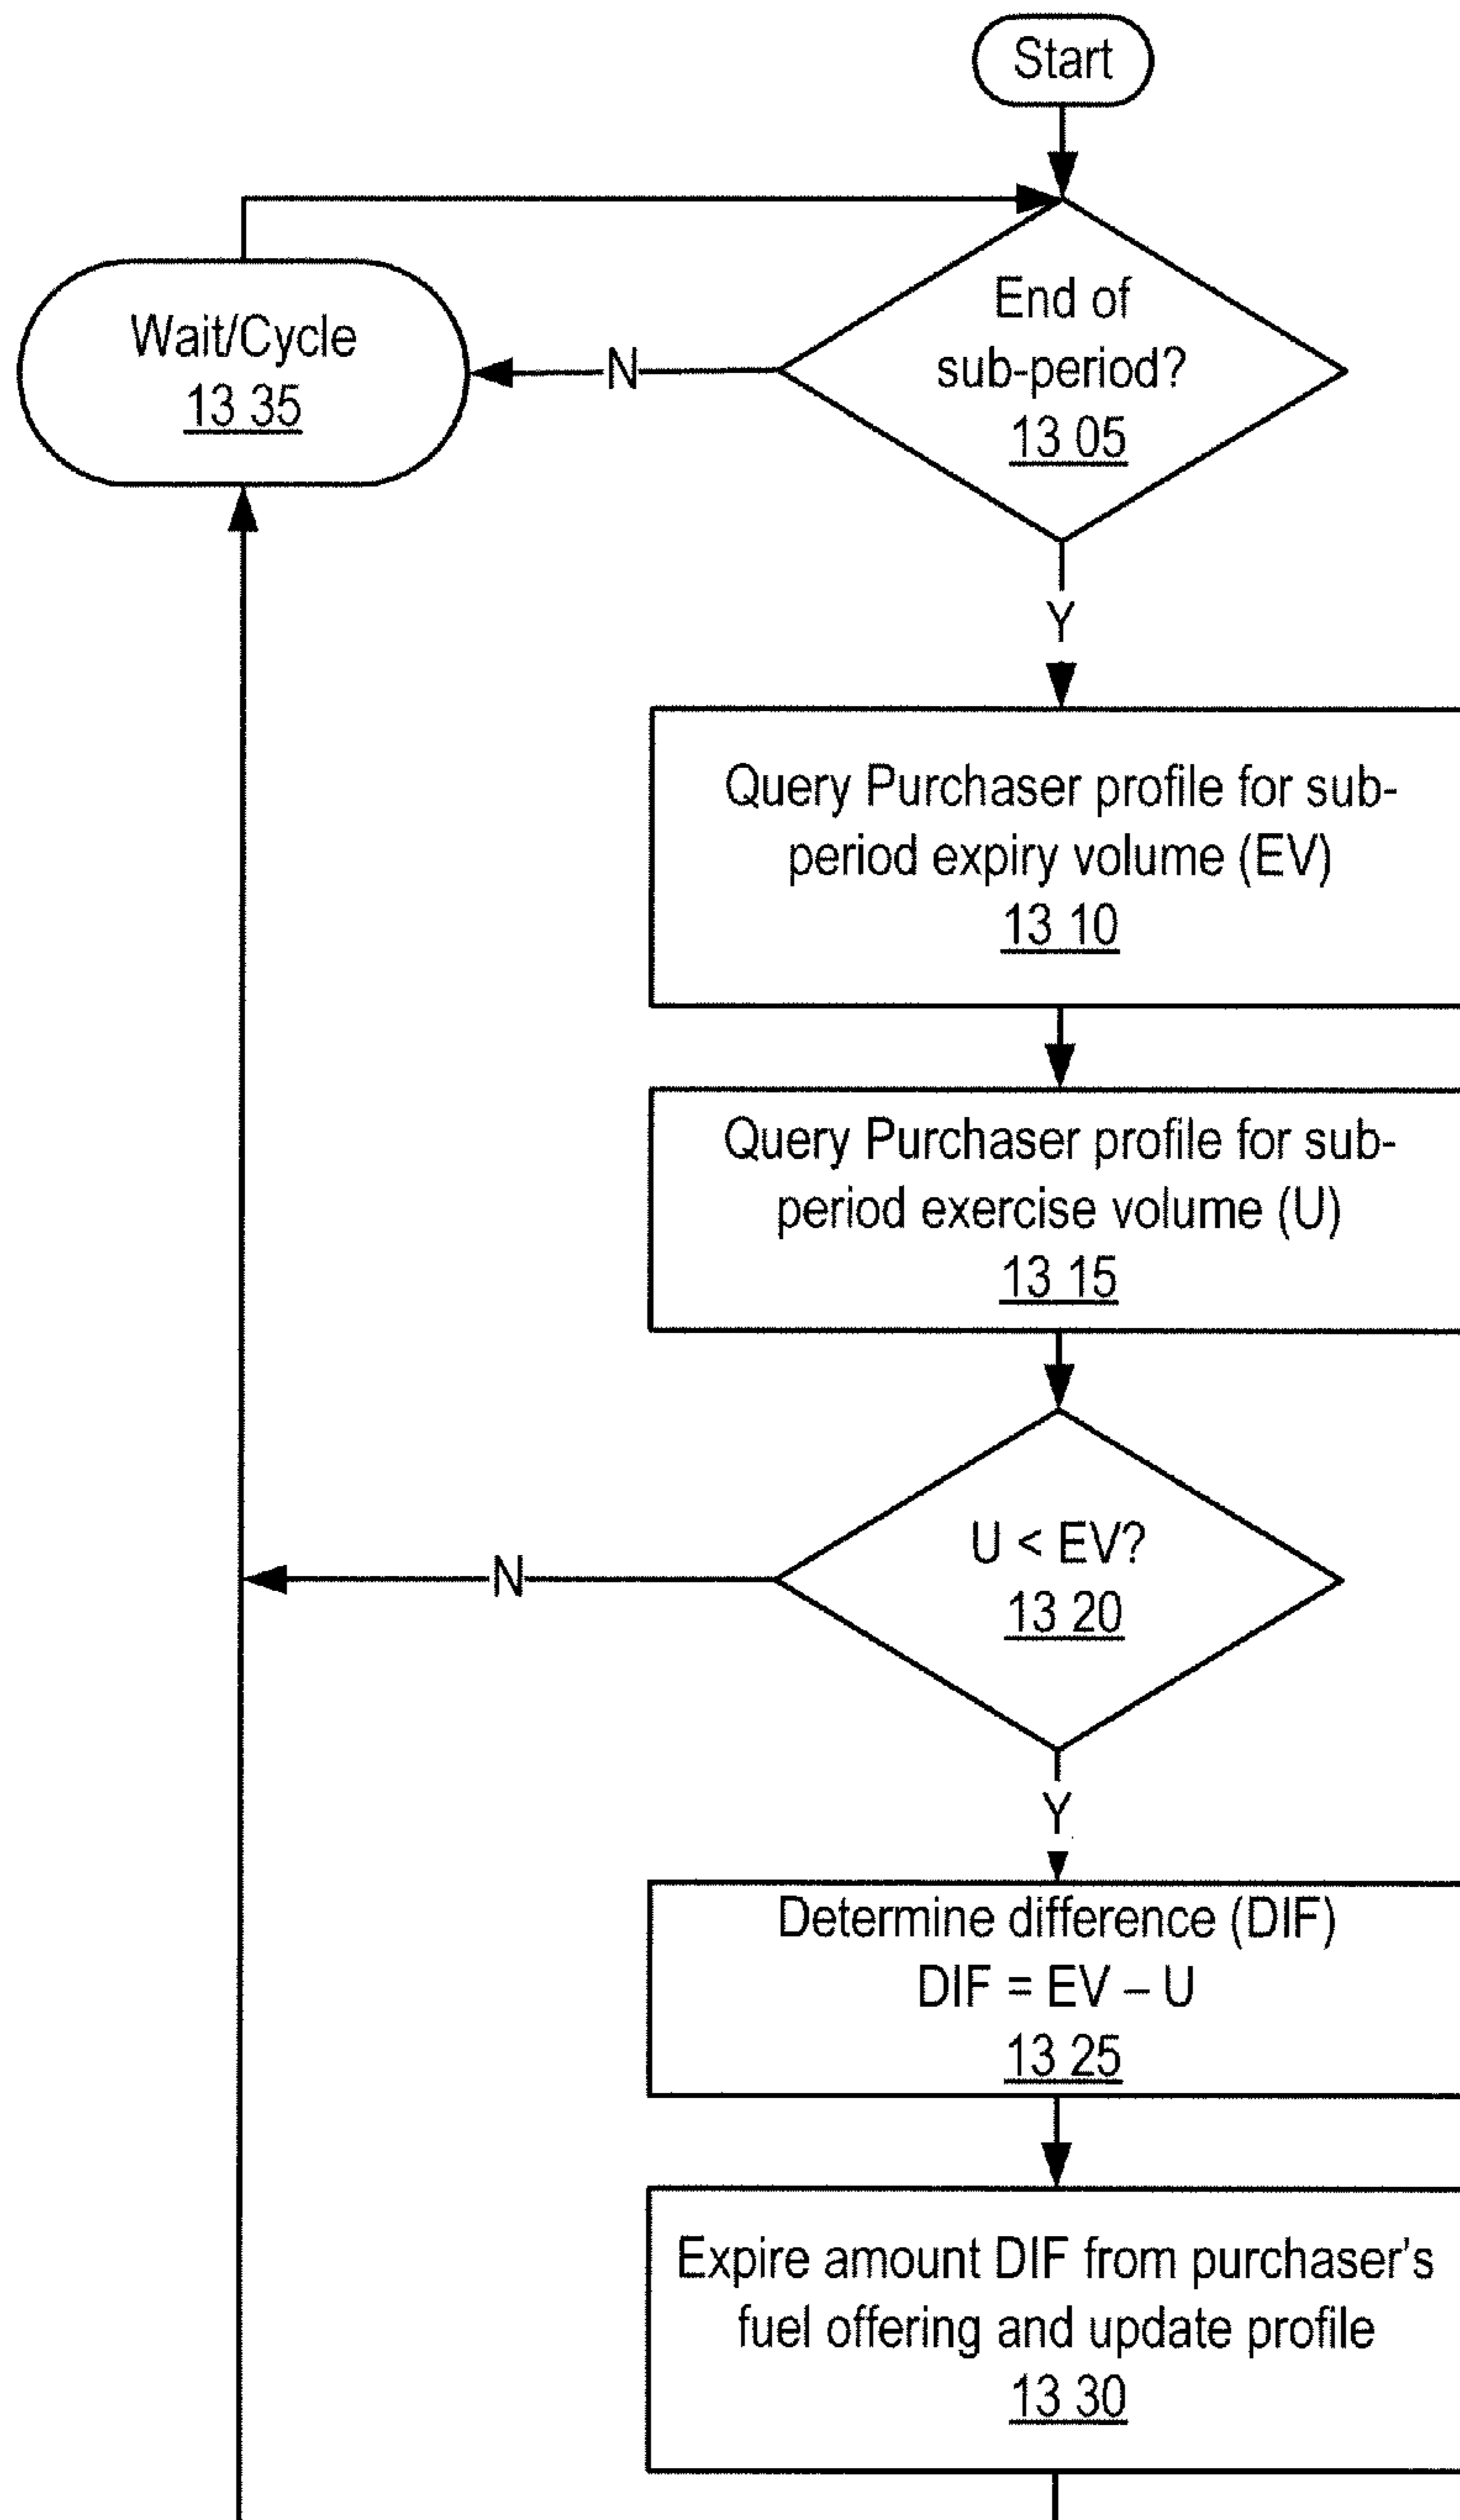 Start
End of
sub-period?
13 05
Wait/Cycle
13 35
N
Y
Query Purchaser profile for sub-
period expiry volume (EV)
13 10
Query Purchaser profile for sub-
period exercise volume (U)
13 15
U < EV?
13 20
N
Y
Determine difference (DIF)
DIF = EV – U
13 25
Expire amount DIF from purchaser's
fuel offering and update profile
13 30